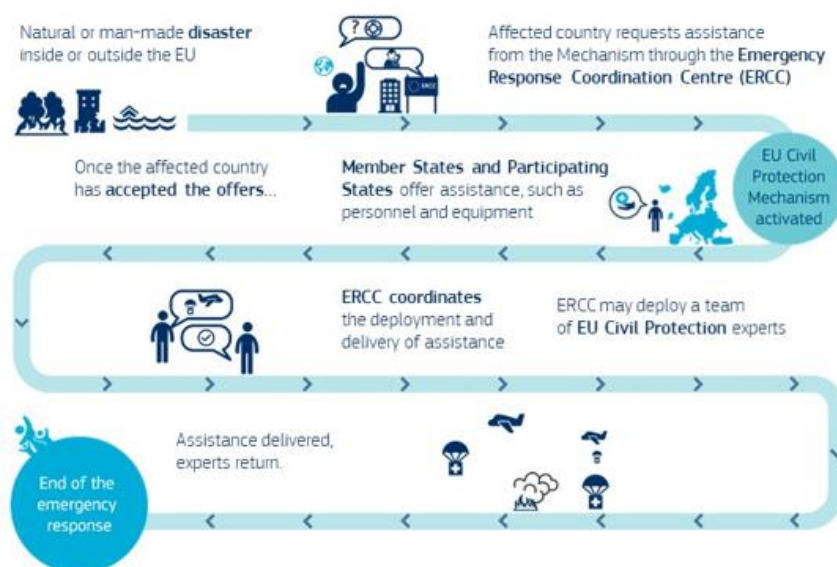 Natural or man-made disaster
inside or outside the EU
?
ERCC
Affected country requests assistance
from the Mechanism through the Emergency
Response Coordination Centre (ERCC)
EU Civil
Protection
Mechanism
activated
Member States and Participating
States offer assistance, such as
personnel and equipment
Once the affected country
has accepted the offers...
ERCC coordinates
the deployment and
delivery of assistance
ERCC may deploy a team
of EU Civil Protection experts
Assistance delivered,
experts return.
End of the
emergency
response